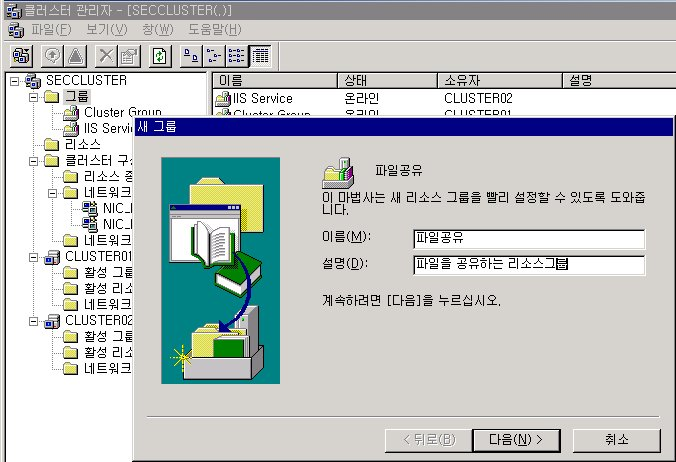 클러스터 관리자 - [SECCLUSTER(.)]
파일(F) 보기(V) 창(W) 도움말(H)
SECCLUSTER
그룹
Cluster Group
IIS Servi
리소스
클러스터 구
리소스
네트워크
NIC_
NIC_
네트워크
CLUSTER01
활성 그룹
활성 리소
네트워크
CLUSTER02
활성 그룹
활성 리소
네트워크
이름 상태 소유자 설명
IIS Service 온라인 CLUSTER02
Cluster Group 온라인 CLUSTER01
새 그룹
파일공유
이 마법사는 새 리소스 그룹을 빨리 설정할 수 있도록 도와줍
니다.
이름(M): 파일공유
설명(D): 파일을 공유하는 리소스그룹
계속하려면 [다음]을 누르십시오.
< 뒤로(B) 다음(N) > 취소